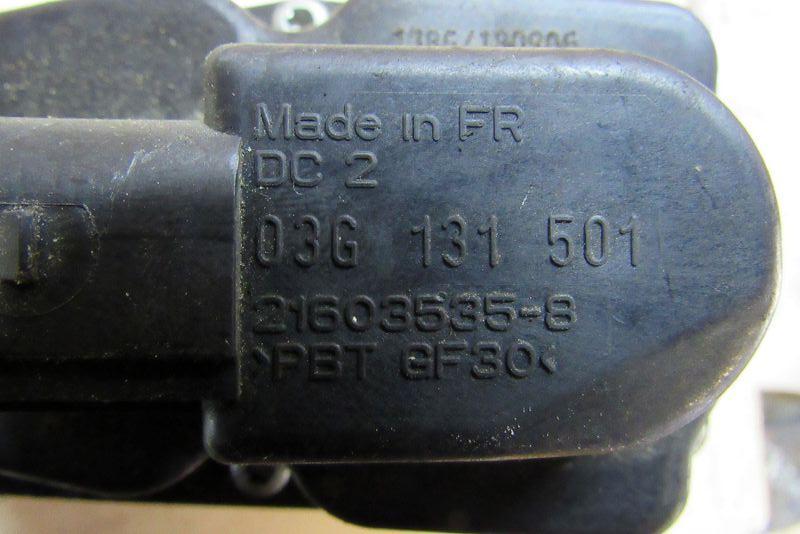 Made in FR
DC 2
03G 131 501
21603535-8
>PBT GF30<